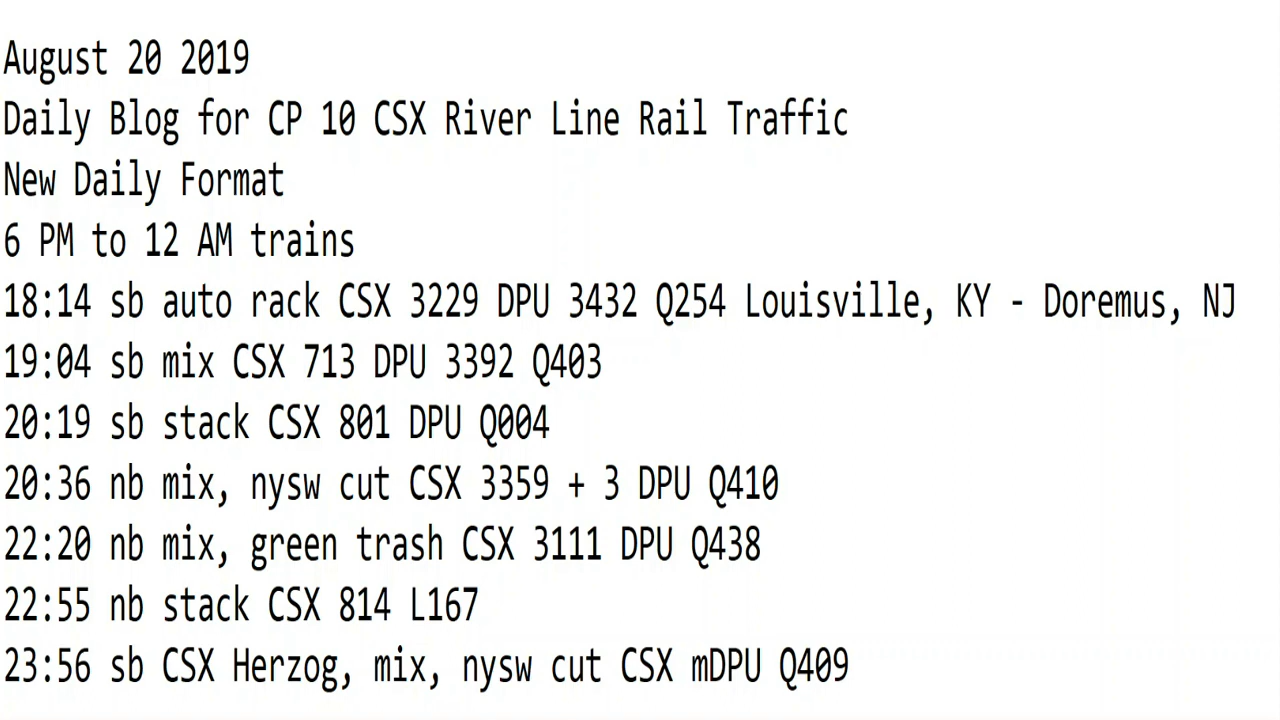 August 20 2019
Daily Blog for CP 10 CSX River Line Rail Traffic
New Daily Format
6 PM to 12 AM trains
18:14 sb auto rack CSX 3229 DPU 3432 Q254 Louisville, KY - Doremus, NJ
19:04 sb mix CSX 713 DPU 3392 Q403
20:19 sb stack CSX 801 DPU Q004
20:36 nb mix, nysw cut CSX 3359 + 3 DPU Q410
22:20 nb mix, green trash CSX 3111 DPU Q438
22:55 nb stack CSX 814 L167
23:56 sb CSX Herzog, mix, nysw cut CSX mDPU Q409